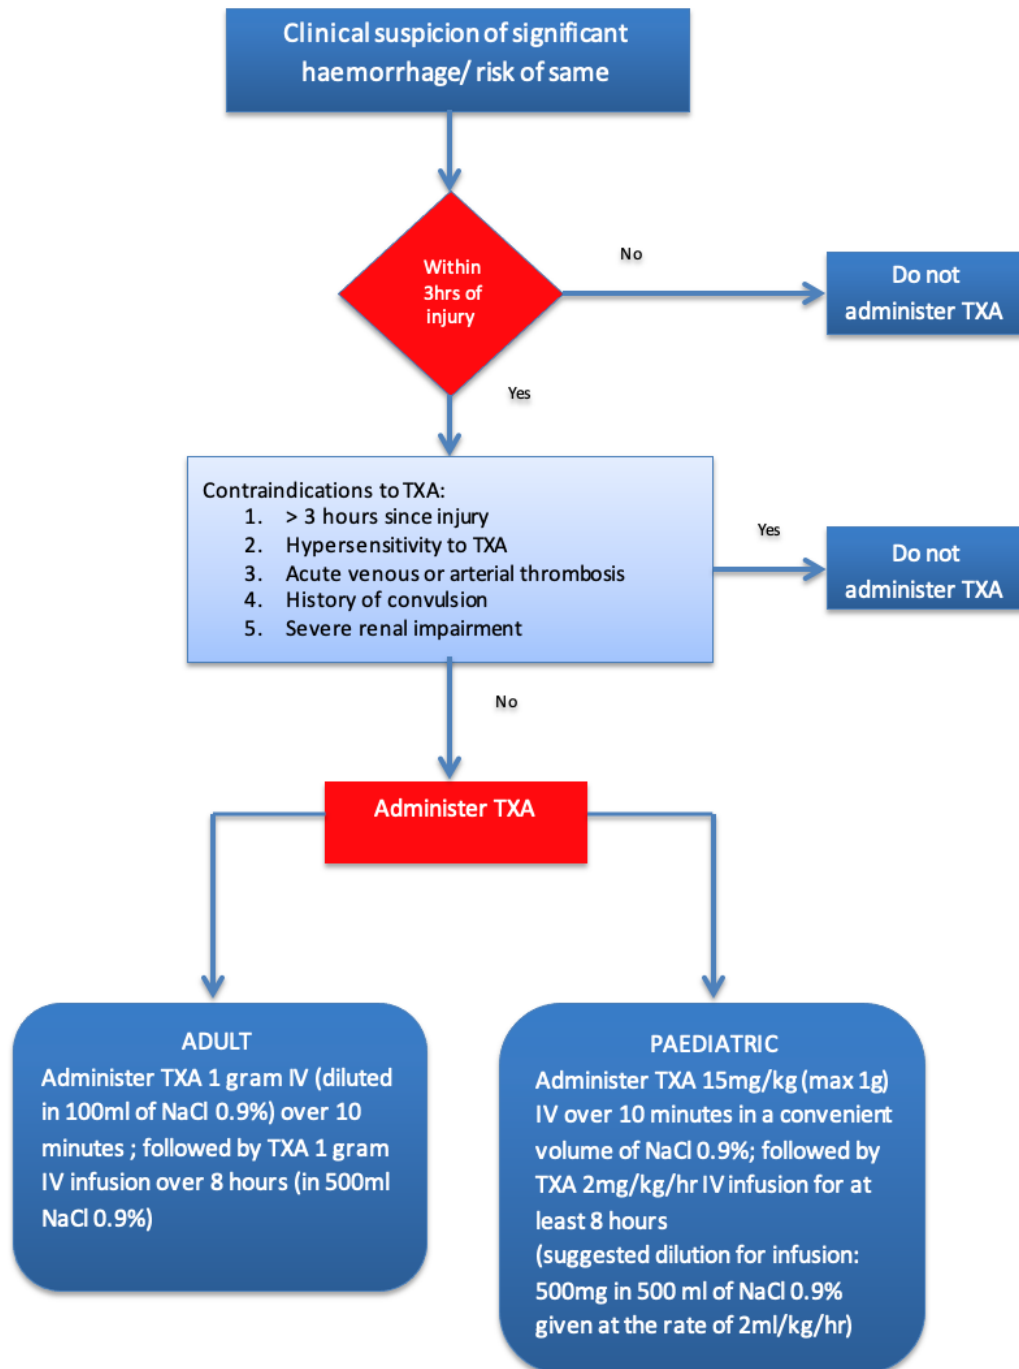 Clinical suspicion of significant
haemorrhage/ risk of same
Within
3hrs of
injury
No
Do not
administer TXA
Yes
Contraindications to TXA:
1. > 3 hours since injury
2. Hypersensitivity to TXA
3. Acute venous or arterial thrombosis
4. History of convulsion
5. Severe renal impairment
Yes
Do not
administer TXA
No
Administer TXA
ADULT
Administer TXA 1 gram IV (diluted
in 100ml of NaCl 0.9%) over 10
minutes ; followed by TXA 1 gram
IV infusion over 8 hours (in 500ml
NaCl 0.9%)
PAEDIATRIC
Administer TXA 15mg/kg (max 1g)
IV over 10 minutes in a convenient
volume of NaCl 0.9%; followed by
TXA 2mg/kg/hr IV infusion for at
least 8 hours
(suggested dilution for infusion:
500mg in 500 ml of NaCl 0.9%
given at the rate of 2ml/kg/hr)